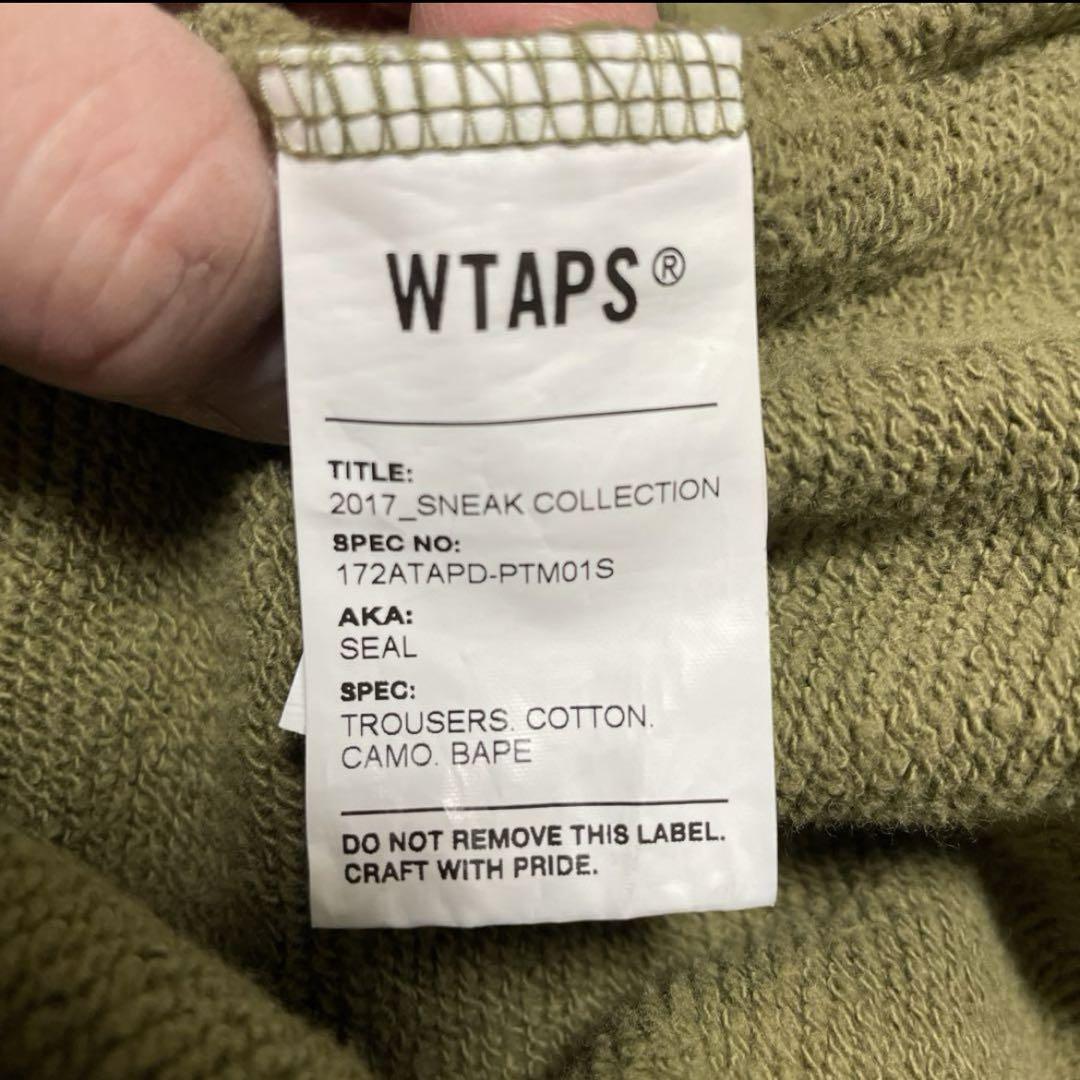 WTAPS®
TITLE:
2017_SNEAK COLLECTION
SPEC NO:
172ATAPD-PTM01S
AKA:
SEAL
SPEC:
TROUSERS. COTTON.
CAMO. BAPE
DO NOT REMOVE THIS LABEL.
CRAFT WITH PRIDE.